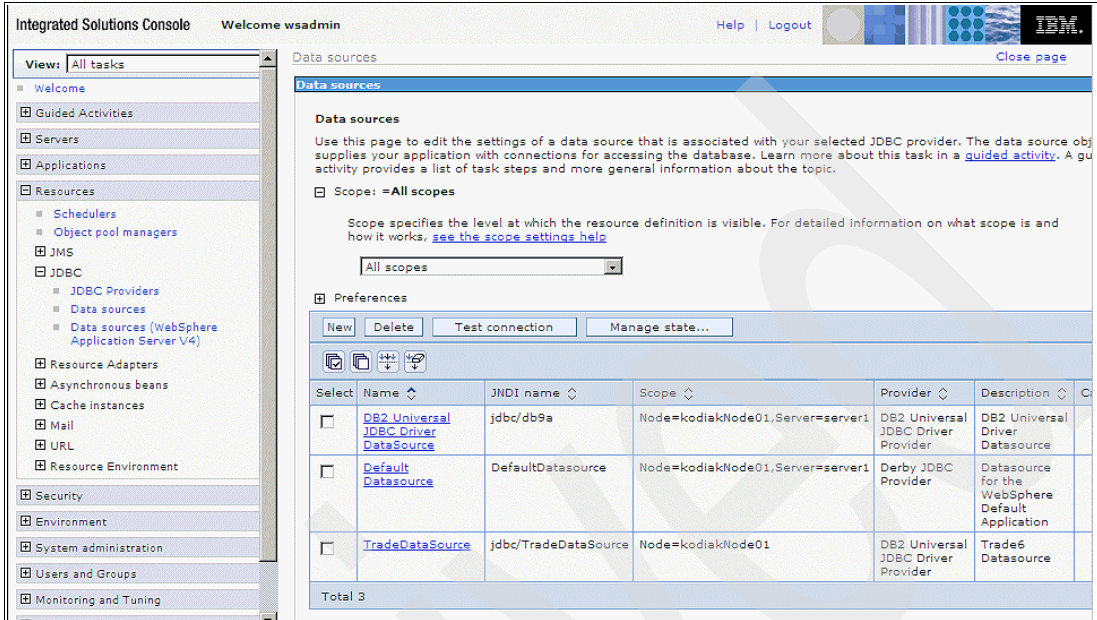 Integrated Solutions Console Welcome wsadmin Help | Logout IBM.
View: All tasks
Welcome
Guided Activities
Servers
Applications
Resources
Schedulers
Object pool managers
JMS
JDBC
JDBC Providers
Data sources
Data sources (WebSphere
Application Server V4)
Resource Adapters
Asynchronous beans
Cache instances
Mail
URL
Resource Environment
Security
Environment
System administration
Users and Groups
Monitoring and Tuning
Data sources Close page
Data sources
Data sources
Use this page to edit the settings of a data source that is associated with your selected JDBC provider. The data source obj
supplies your application with connections for accessing the database. Learn more about this task in a guided activity. A gu
activity provides a list of task steps and more general information about the topic.
Scope: =All scopes
Scope specifies the level at which the resource definition is visible. For detailed information on what scope is and
how it works, see the scope settings help
All scopes
Preferences
New Delete Test connection Manage state...
Select Name JNDI name Scope Provider Description Ca
DB2 Universal
JDBC Driver
DataSource
jdbc/db9a
Node=kodiakNode01,Server=server1
DB2 Universal
JDBC Driver
Provider
DB2 Universal
Driver
Datasource
Default
Datasource
DefaultDatasource
Node=kodiakNode01,Server=server1
Derby JDBC
Provider
Datasource
for the
WebSphere
Default
Application
TradeDataSource
jdbc/TradeDataSource
Node=kodiakNode01
DB2 Universal
JDBC Driver
Provider
Trade6
Datasource
Total 3